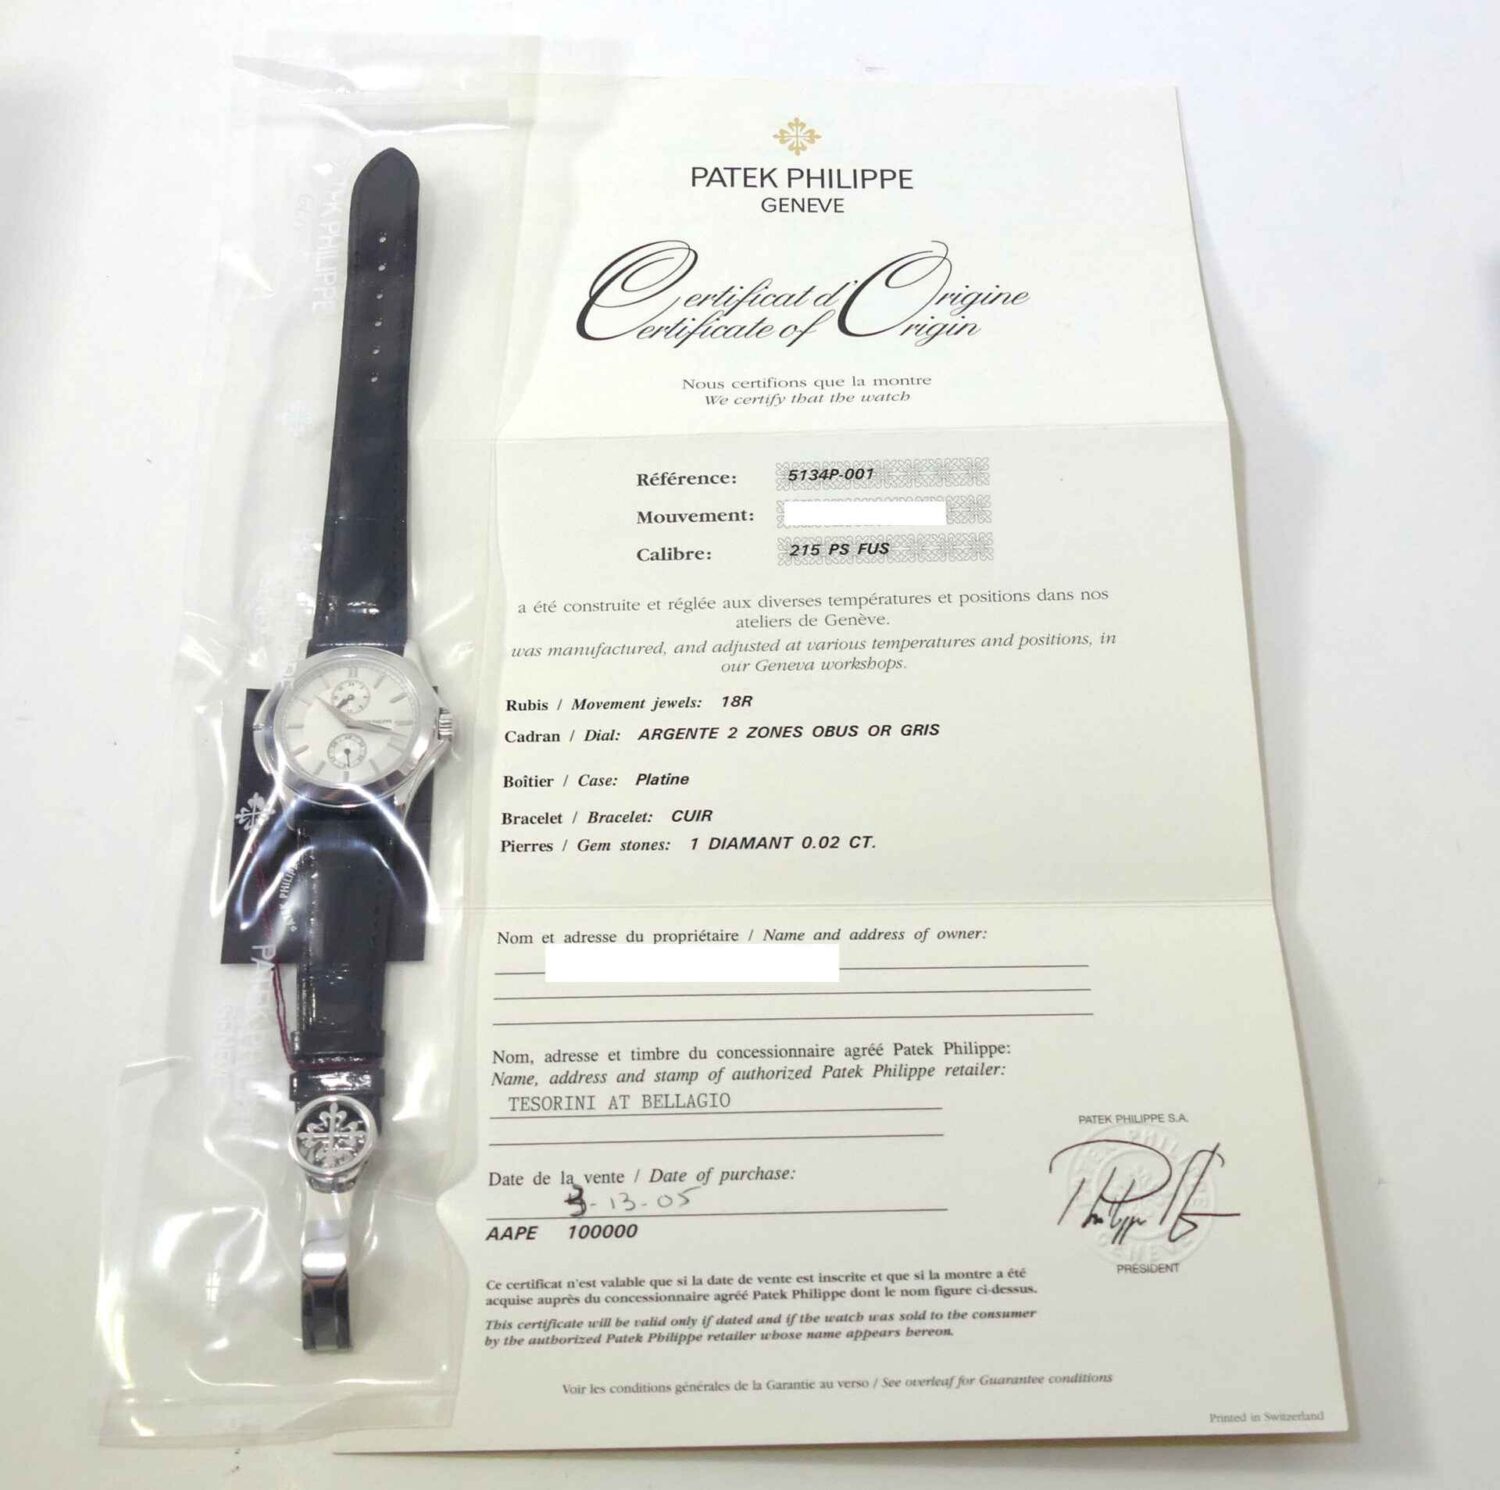 PATEK PHILIPPE
GENEVE
Certificat d'Origine
Certificate of Origin
Nous certifions que la montre
We certify that the watch
Référence: 5134P-001
Mouvement:
Calibre: 215 PS FUS
a été construite et réglée aux diverses températures et positions dans nos
ateliers de Genève.
was manufactured, and adjusted at various temperatures and positions, in
our Geneva workshops.
Rubis / Movement jewels: 18R
Cadran / Dial: ARGENTE 2 ZONES OBUS OR GRIS
Boîtier / Case: Platine
Bracelet / Bracelet: CUIR
Pierres / Gem stones: 1 DIAMANT 0.02 CT.
Nom et adresse du propriétaire / Name and address of owner:
Nom, adresse et timbre du concessionnaire agréé Patek Philippe:
Name, address and stamp of authorized Patek Philippe retailer:
TESORINI AT BELLAGIO
Date de la vente / Date of purchase:
3-13-05
AAPE 100000
PATEK PHILIPPE S.A.
PRÉSIDENT
Ce certificat n'est valable que si la date de vente est inscrite et que si la montre a été
acquise auprès du concessionnaire agréé Patek Philippe dont le nom figure ci-dessus.
This certificate will be valid only if dated and if the watch was sold to the consumer
by the authorized Patek Philippe retailer whose name appears hereon.
Voir les conditions générales de la Garantie au verso / See overleaf for Guarantee conditions
Printed in Switzerland